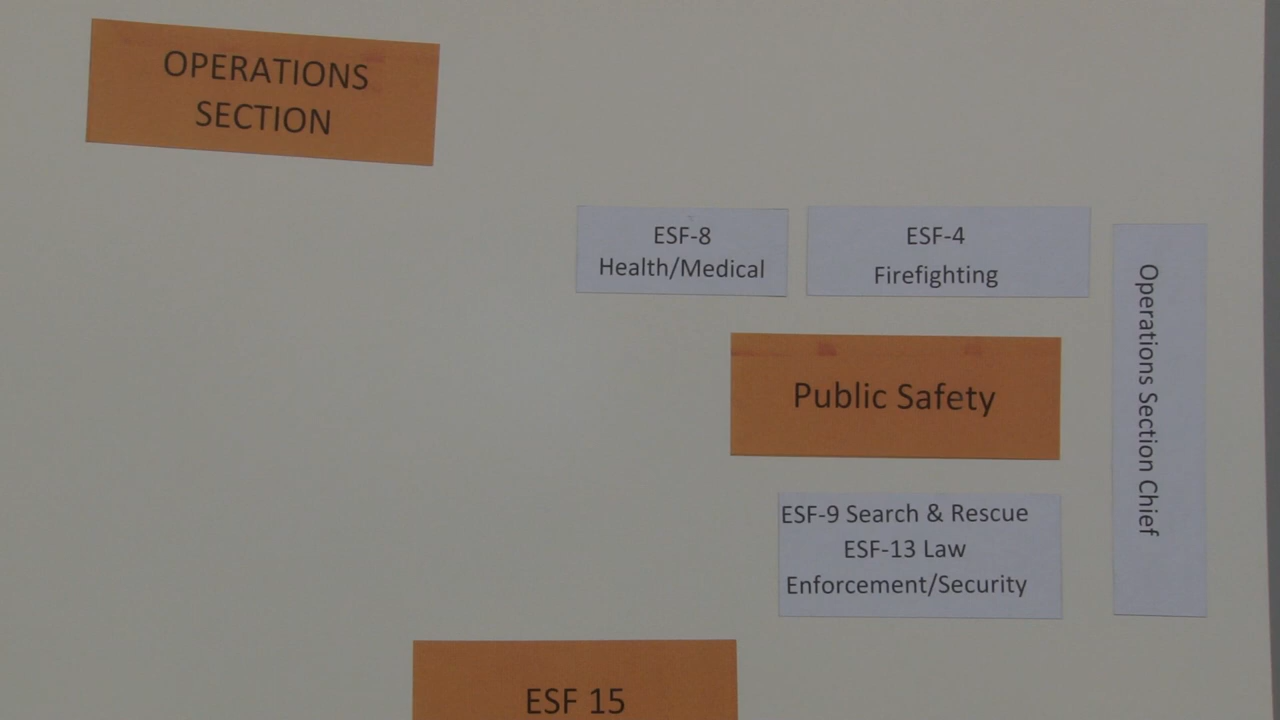 OPERATIONS
SECTION
ESF-8
Health/Medical
ESF-4
Firefighting
Operations Section Chief
Public Safety
ESF-9 Search & Rescue
ESF-13 Law
Enforcement/Security
ESF 15